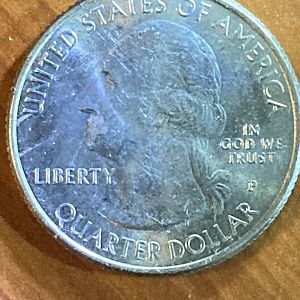 UNITED STATES OF AMERICA
LIBERTY
IN
GOD WE
TRUST
P
QUARTER DOLLAR